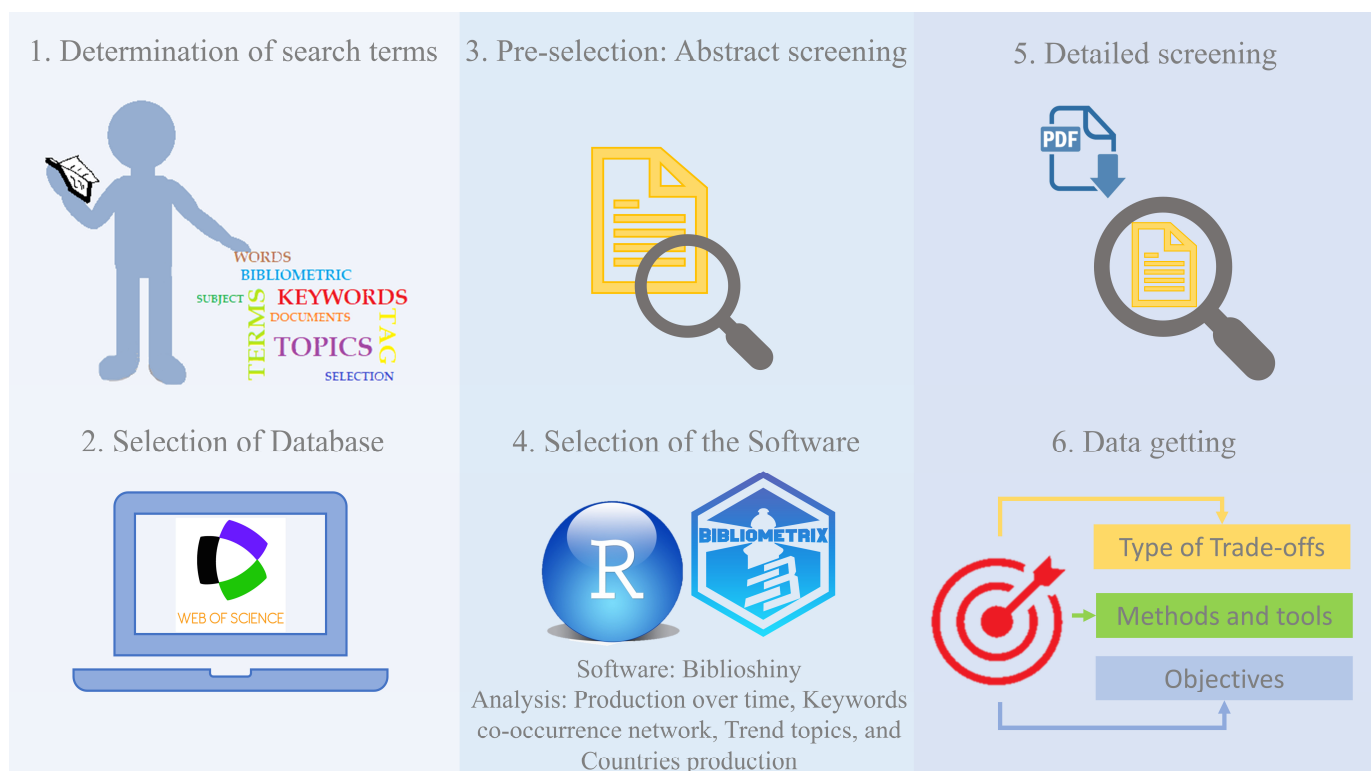 1. Determination of search terms
WORDS
BIBLIOMETRIC
SUBJECT
TERMS
KEYWORDS
DOCUMENTS
TAG
TOPICS
SELECTION
2. Selection of Database
WEB OF SCIENCE
3. Pre-selection: Abstract screening
4. Selection of the Software
R
BIBLIOMETRIX
Software: Biblioshiny
Analysis: Production over time, Keywords
co-occurrence network, Trend topics, and
Countries production
5. Detailed screening
PDF
6. Data getting
Type of Trade-offs
Methods and tools
Objectives